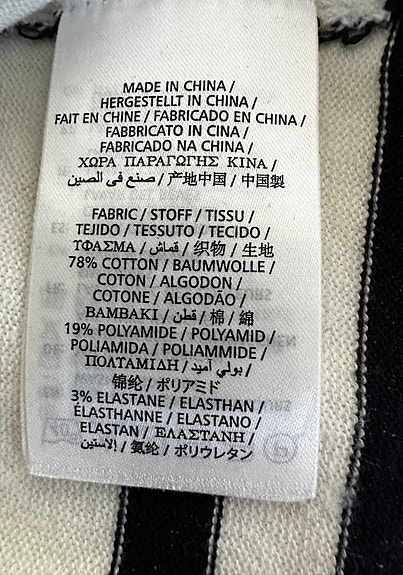 MADE IN CHINA /
HERGESTELLT IN CHINA /
FAIT EN CHINE / FABRICADO EN CHINA /
FABBRICATO IN CINA /
FABRICADO NA CHINA /
ΧΩΡΑ ΠΑΡΑΓΩΓΗΣ ΚΙΝΑ /
صنع في الصين / 产地中国 / 中国製
FABRIC / STOFF / TISSU /
TEJIDO / TESSUTO / TECIDO /
ΥΦΑΣΜΑ / قماش / 织物 / 生地
78% COTTON / BAUMWOLLE /
COTON / ALGODON /
COTONE / ALGODÃO /
ΒΑΜΒΑΚΙ / قطن / 棉 / 綿
19% POLYAMIDE / POLYAMID /
POLIAMIDA / POLIAMMIDE /
ΠΟΛΥΑΜΙΔΗ / بولي أميد /
锦纶 / ポリアミド
3% ELASTANE / ELASTHAN /
ÉLASTHANNE / ELASTANO /
ELASTAN / ΕΛΑΣΤΑΝΗ /
إلاستين / 氨纶 / ポリウレタン